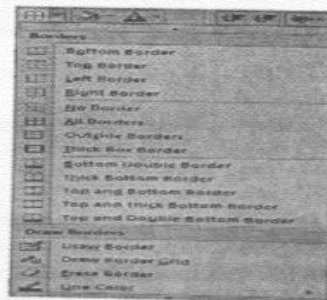 Borders
Bottom Border
Top Border
Left Border
Right Border
No Border
All Borders
Outside Borders
Thick Box Border
Bottom Double Border
Thick Bottom Border
Top and Bottom Border
Top and Thick Bottom Border
Top and Double Bottom Border
Draw Borders
Draw Border
Draw Border Grid
Erase Border
Line Color